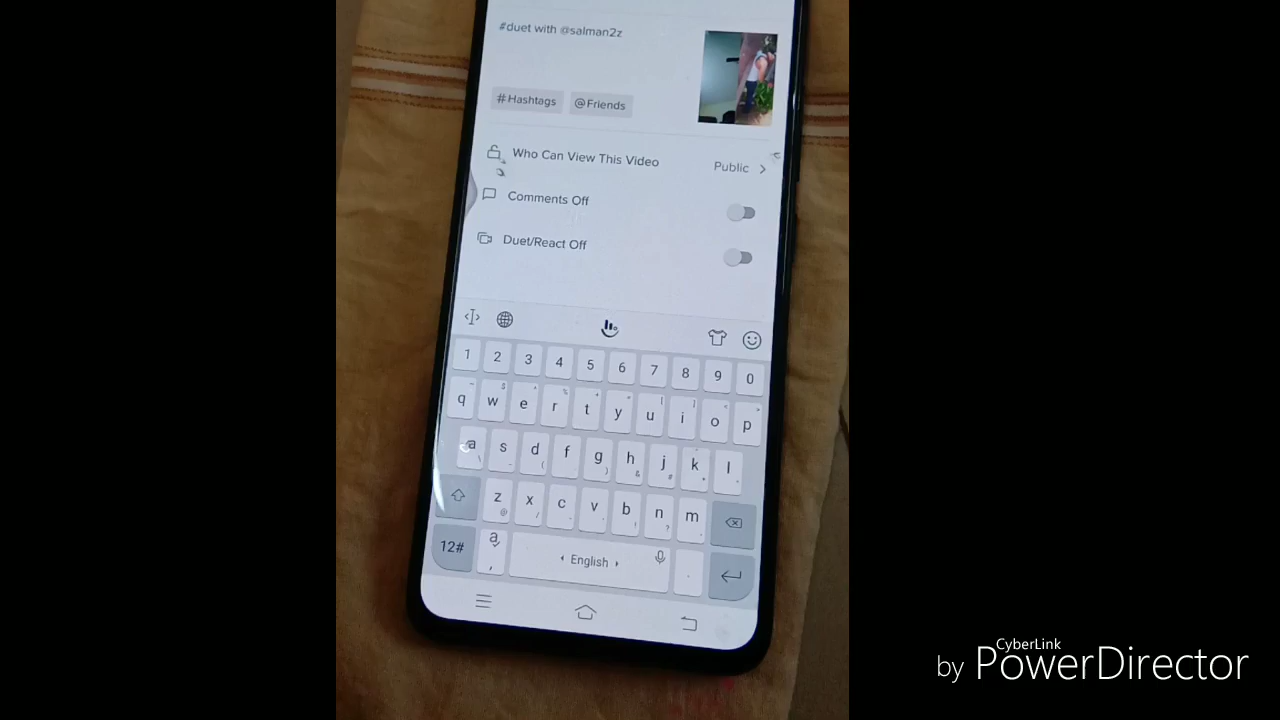 #duet with @salman2z
#Hashtags @Friends
Who Can View This Video Public >
Comments Off
Duet/React Off
1 2 3 4 5 6 7 8 9 0
q w e r t y u i o p
a s d f g h j k l
z x c v b n m
12# a , English .
CyberLink
by PowerDirector